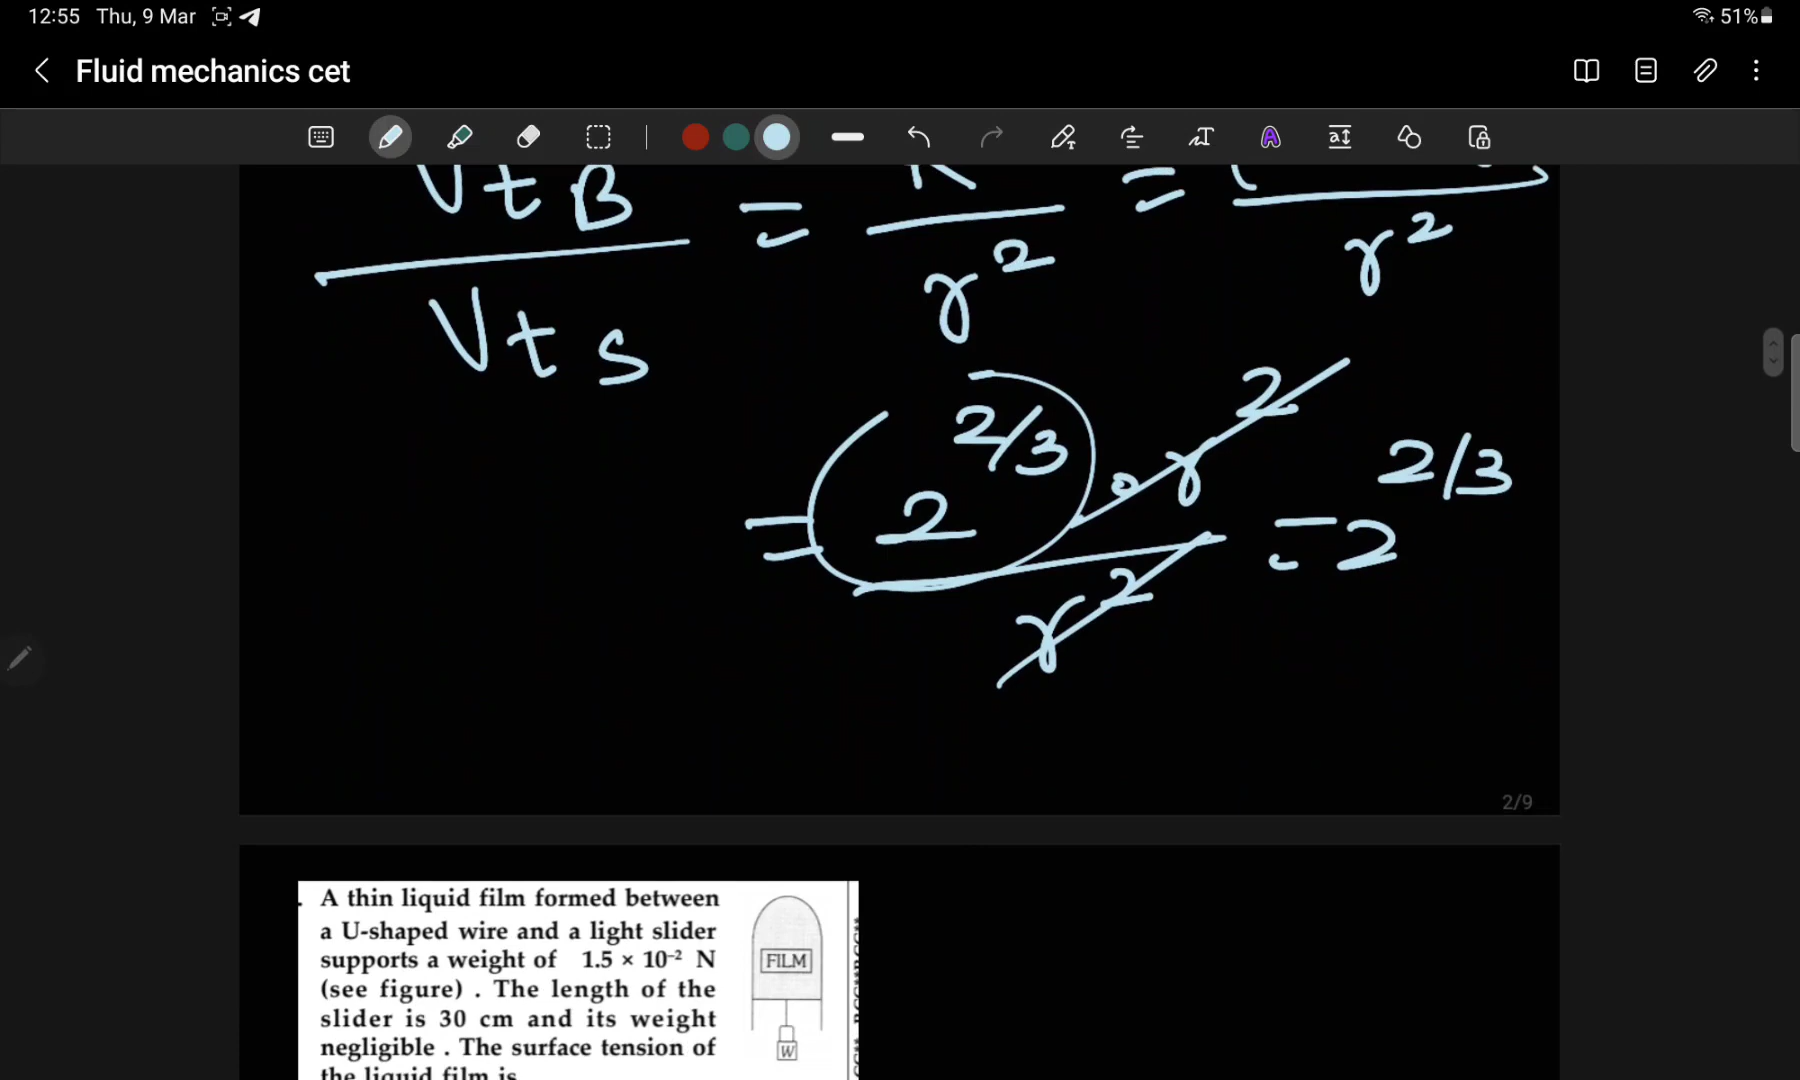 12:55 Thu, 9 Mar
51%
Fluid mechanics cet
VtB = R = 
Vts r² r²
= 2^2/3 . r² = 2^2/3
r²
2/9
. A thin liquid film formed between
a U-shaped wire and a light slider
supports a weight of 1.5 × 10⁻² N
(see figure) . The length of the
slider is 30 cm and its weight
negligible . The surface tension of
the liquid film is
FILM
W